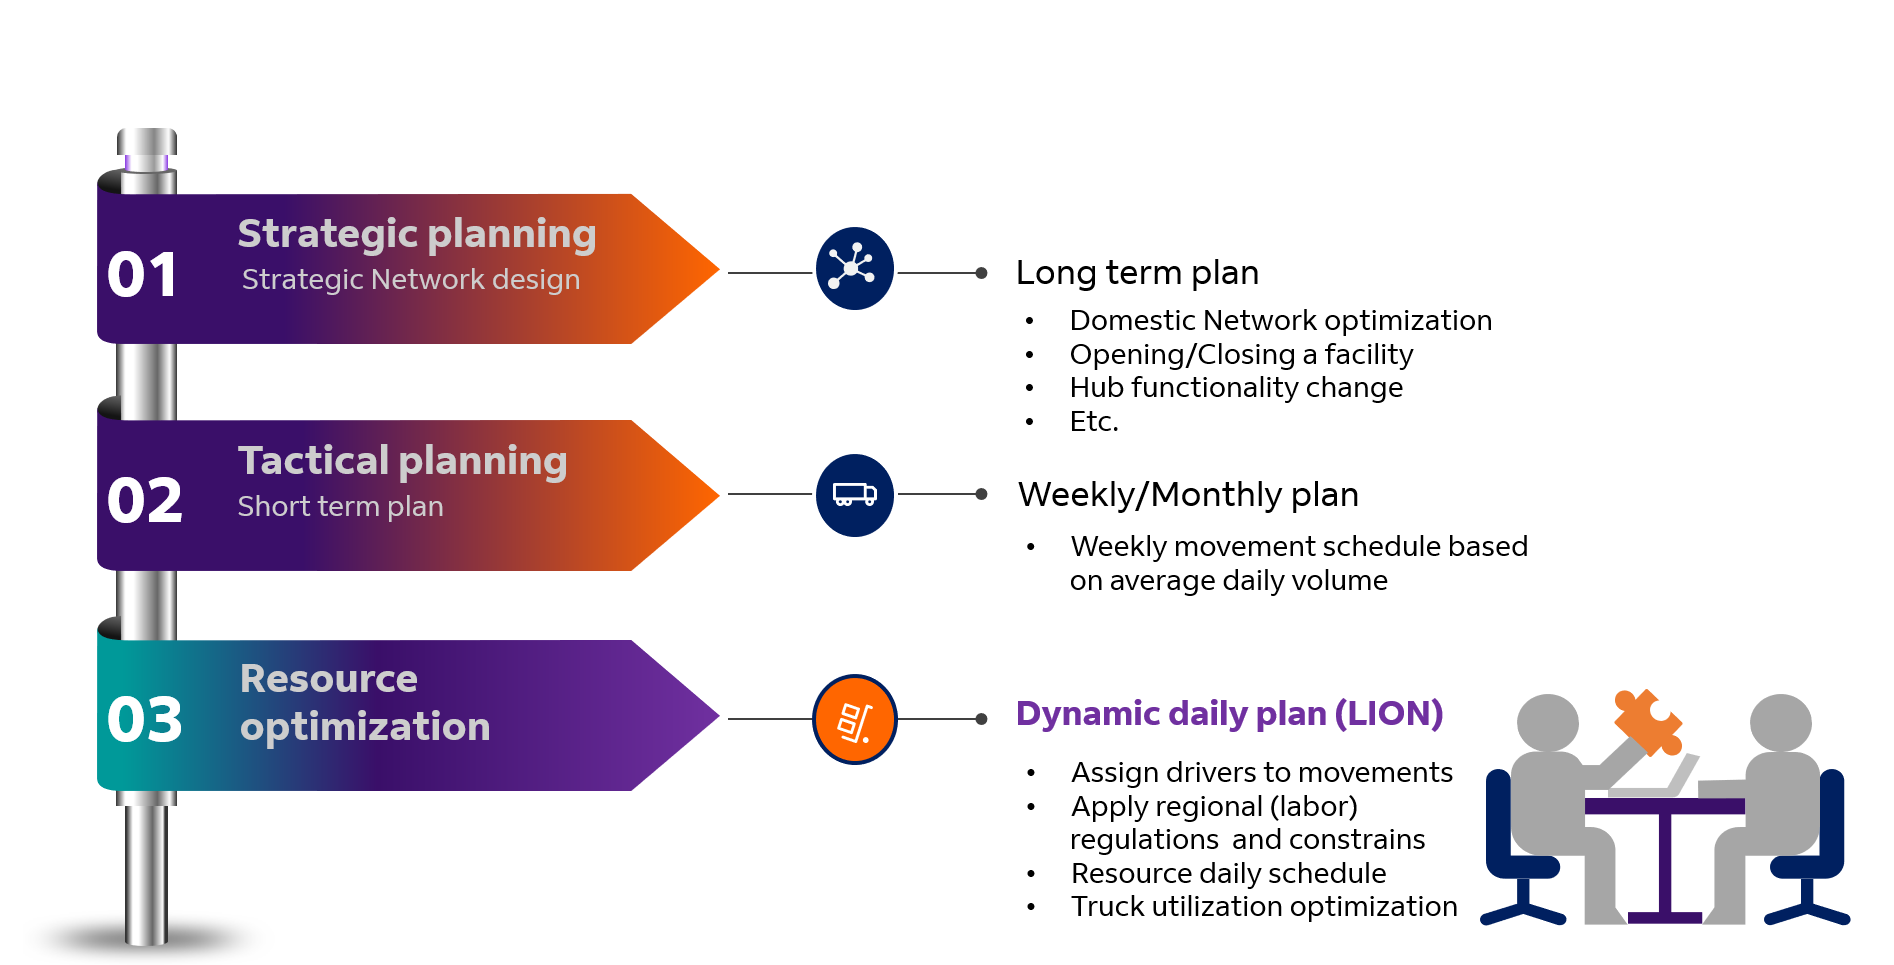 01
Strategic planning
Strategic Network design
Long term plan
• Domestic Network optimization
• Opening/Closing a facility
• Hub functionality change
• Etc.
02
Tactical planning
Short term plan
Weekly/Monthly plan
• Weekly movement schedule based
on average daily volume
03
Resource
optimization
Dynamic daily plan (LION)
• Assign drivers to movements
• Apply regional (labor)
regulations and constrains
• Resource daily schedule
• Truck utilization optimization